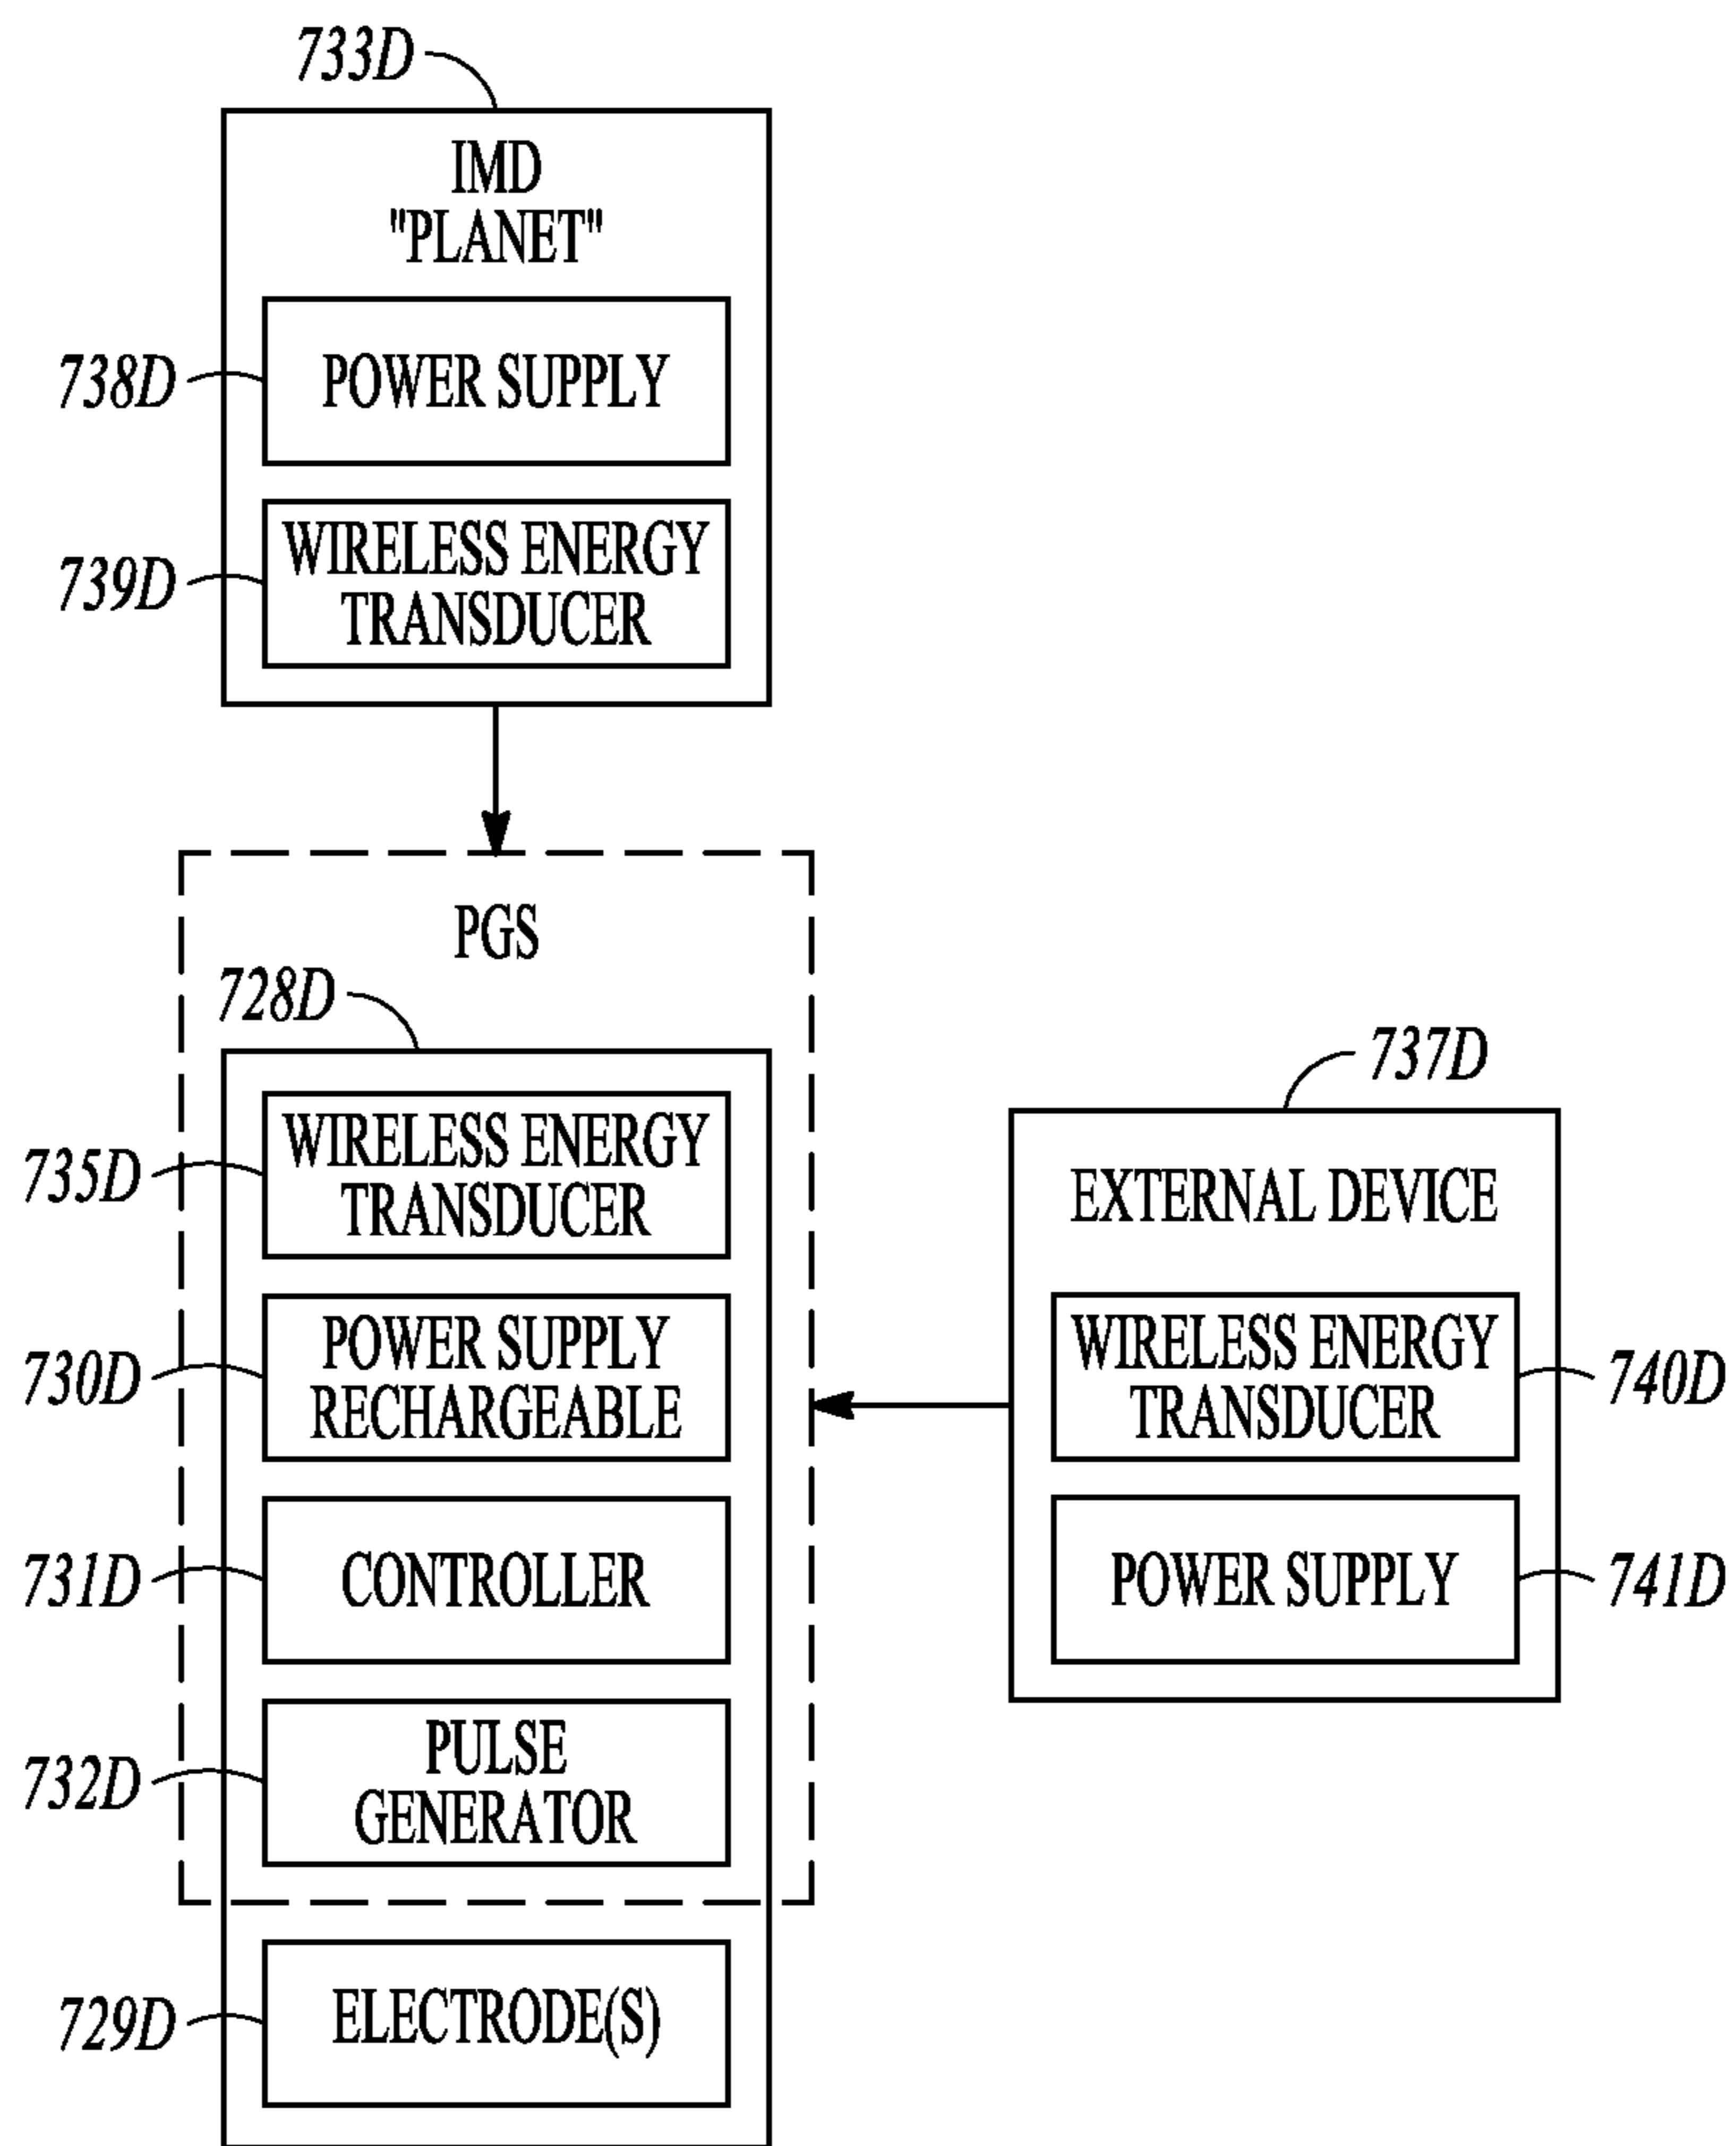 733D
IMD
"PLANET"
738D
POWER SUPPLY
739D
WIRELESS ENERGY
TRANSDUCER
PGS
728D
735D
WIRELESS ENERGY
TRANSDUCER
730D
POWER SUPPLY
RECHARGEABLE
731D
CONTROLLER
732D
PULSE
GENERATOR
729D
ELECTRODE(S)
737D
EXTERNAL DEVICE
WIRELESS ENERGY
TRANSDUCER
740D
POWER SUPPLY
741D